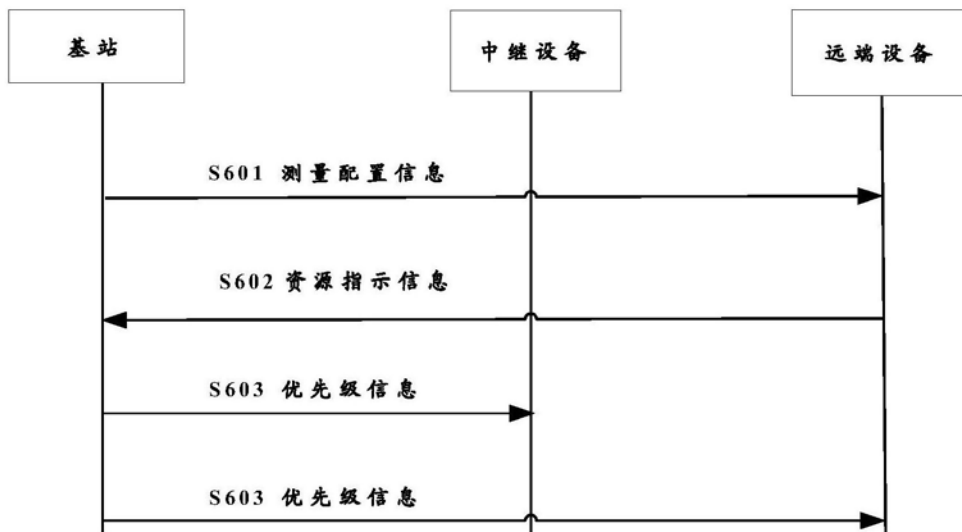 基站
中继设备
远端设备
S601 测量配置信息
S602 资源指示信息
S603 优先级信息
S603 优先级信息